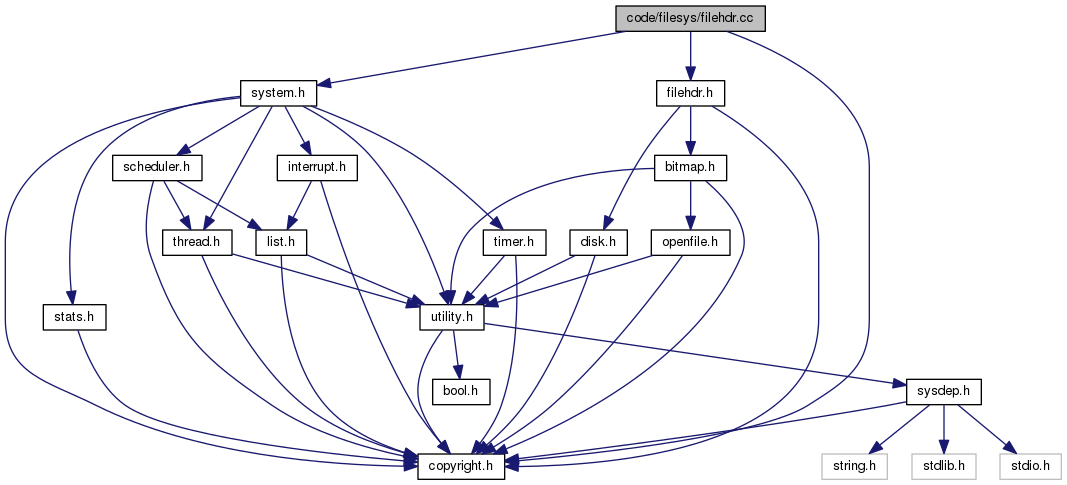 code/filesys/filehdr.cc
system.h
filehdr.h
scheduler.h
interrupt.h
bitmap.h
thread.h
list.h
timer.h
disk.h
openfile.h
stats.h
utility.h
bool.h
sysdep.h
copyright.h
string.h
stdlib.h
stdio.h